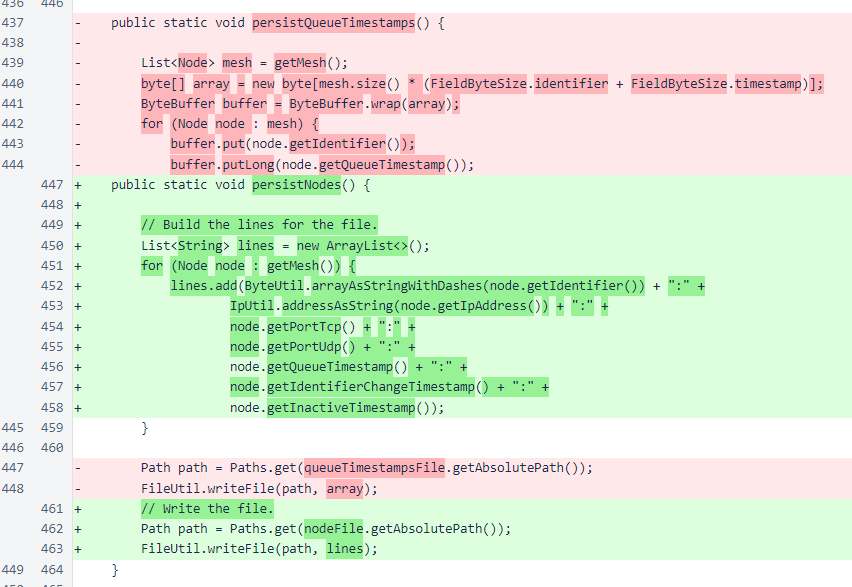 436 446
437 - public static void persistQueueTimestamps() {
438 -
439 - List<Node> mesh = getMesh();
440 - byte[] array = new byte[mesh.size() * (FieldByteSize.identifier + FieldByteSize.timestamp)];
441 - ByteBuffer buffer = ByteBuffer.wrap(array);
442 - for (Node node : mesh) {
443 - buffer.put(node.getIdentifier());
444 - buffer.putLong(node.getQueueTimestamp());
447 + public static void persistNodes() {
448 +
449 + // Build the lines for the file.
450 + List<String> lines = new ArrayList<>();
451 + for (Node node : getMesh()) {
452 + lines.add(ByteUtil.arrayAsStringWithDashes(node.getIdentifier()) + ":" +
453 + IpUtil.addressAsString(node.getIpAddress()) + ":" +
454 + node.getPortTcp() + ":" +
455 + node.getPortUdp() + ":" +
456 + node.getQueueTimestamp() + ":" +
457 + node.getIdentifierChangeTimestamp() + ":" +
458 + node.getInactiveTimestamp());
445 459 }
446 460
447 - Path path = Paths.get(queueTimestampsFile.getAbsolutePath());
448 - FileUtil.writeFile(path, array);
461 + // Write the file.
462 + Path path = Paths.get(nodeFile.getAbsolutePath());
463 + FileUtil.writeFile(path, lines);
449 464 }